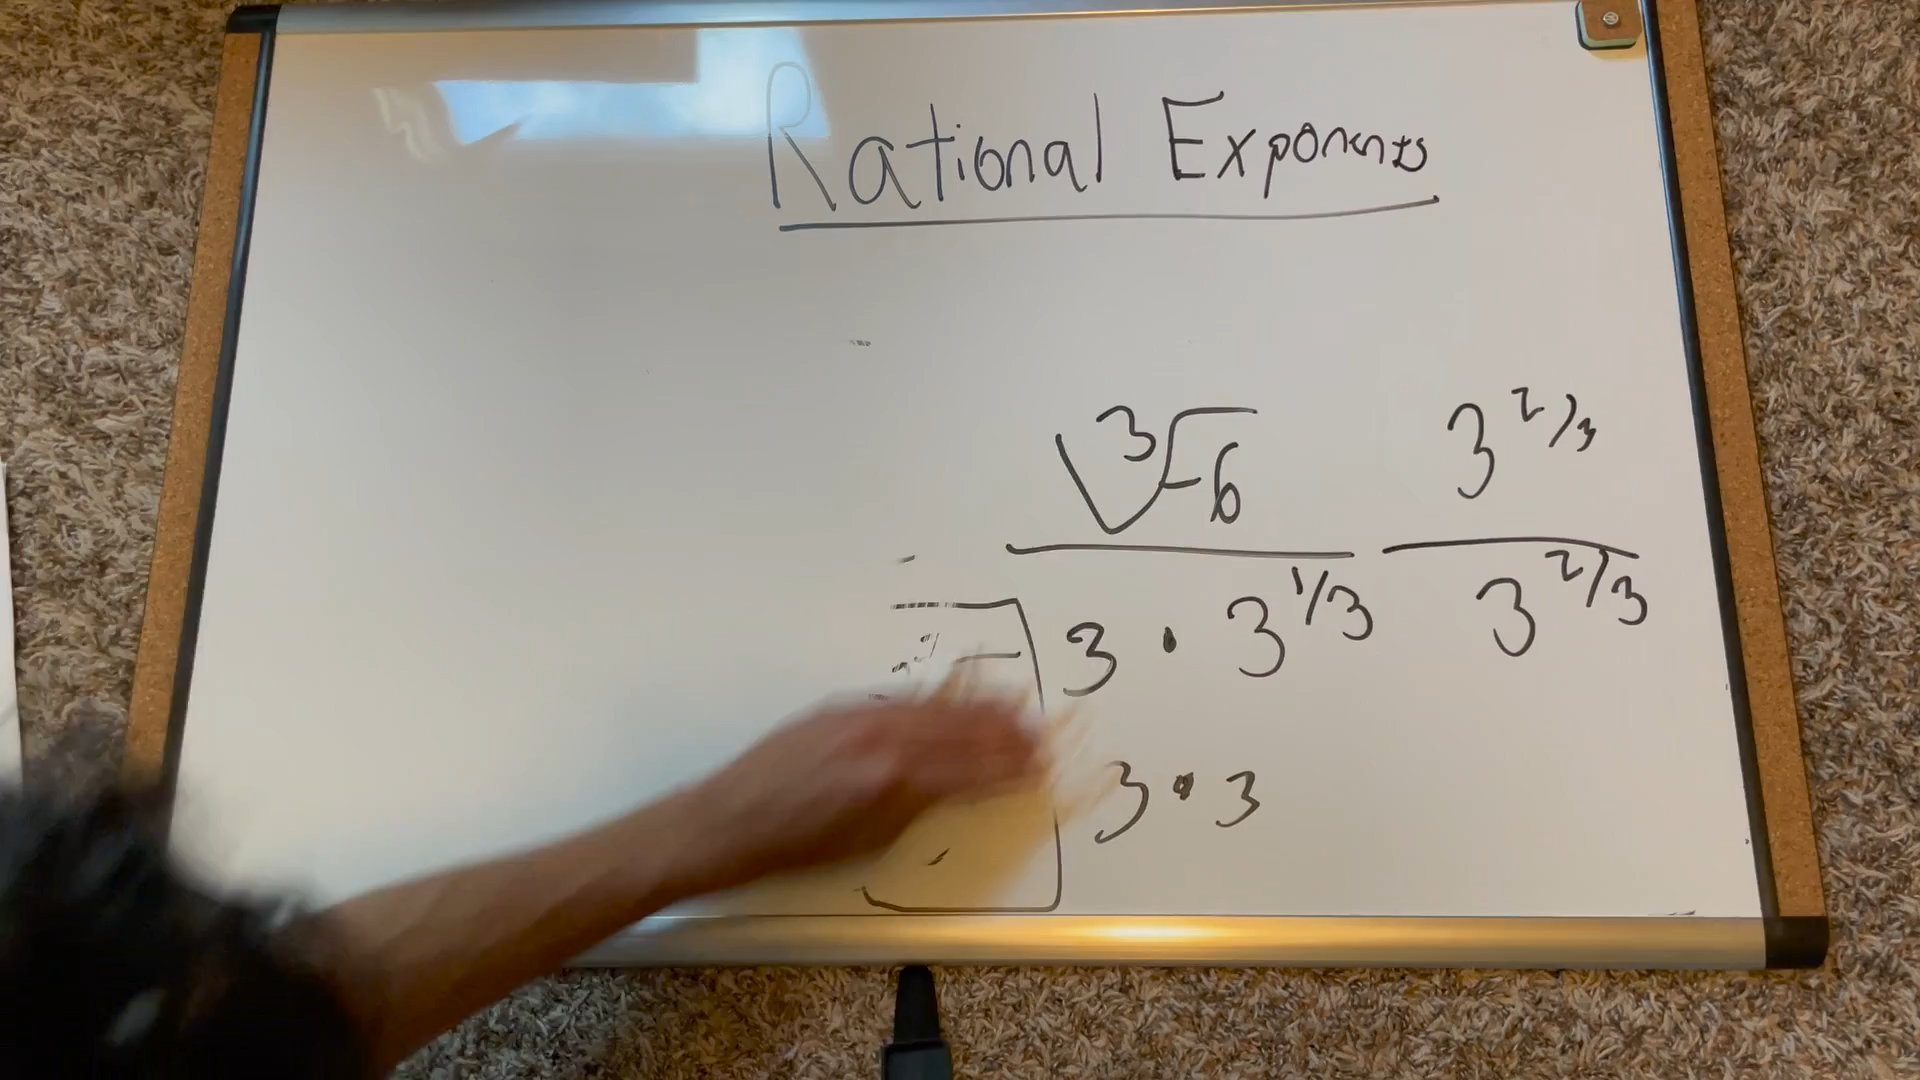 Rational Exponents
∛-6 3^2/3
3 · 3^1/3 3^2/3
3 · 3